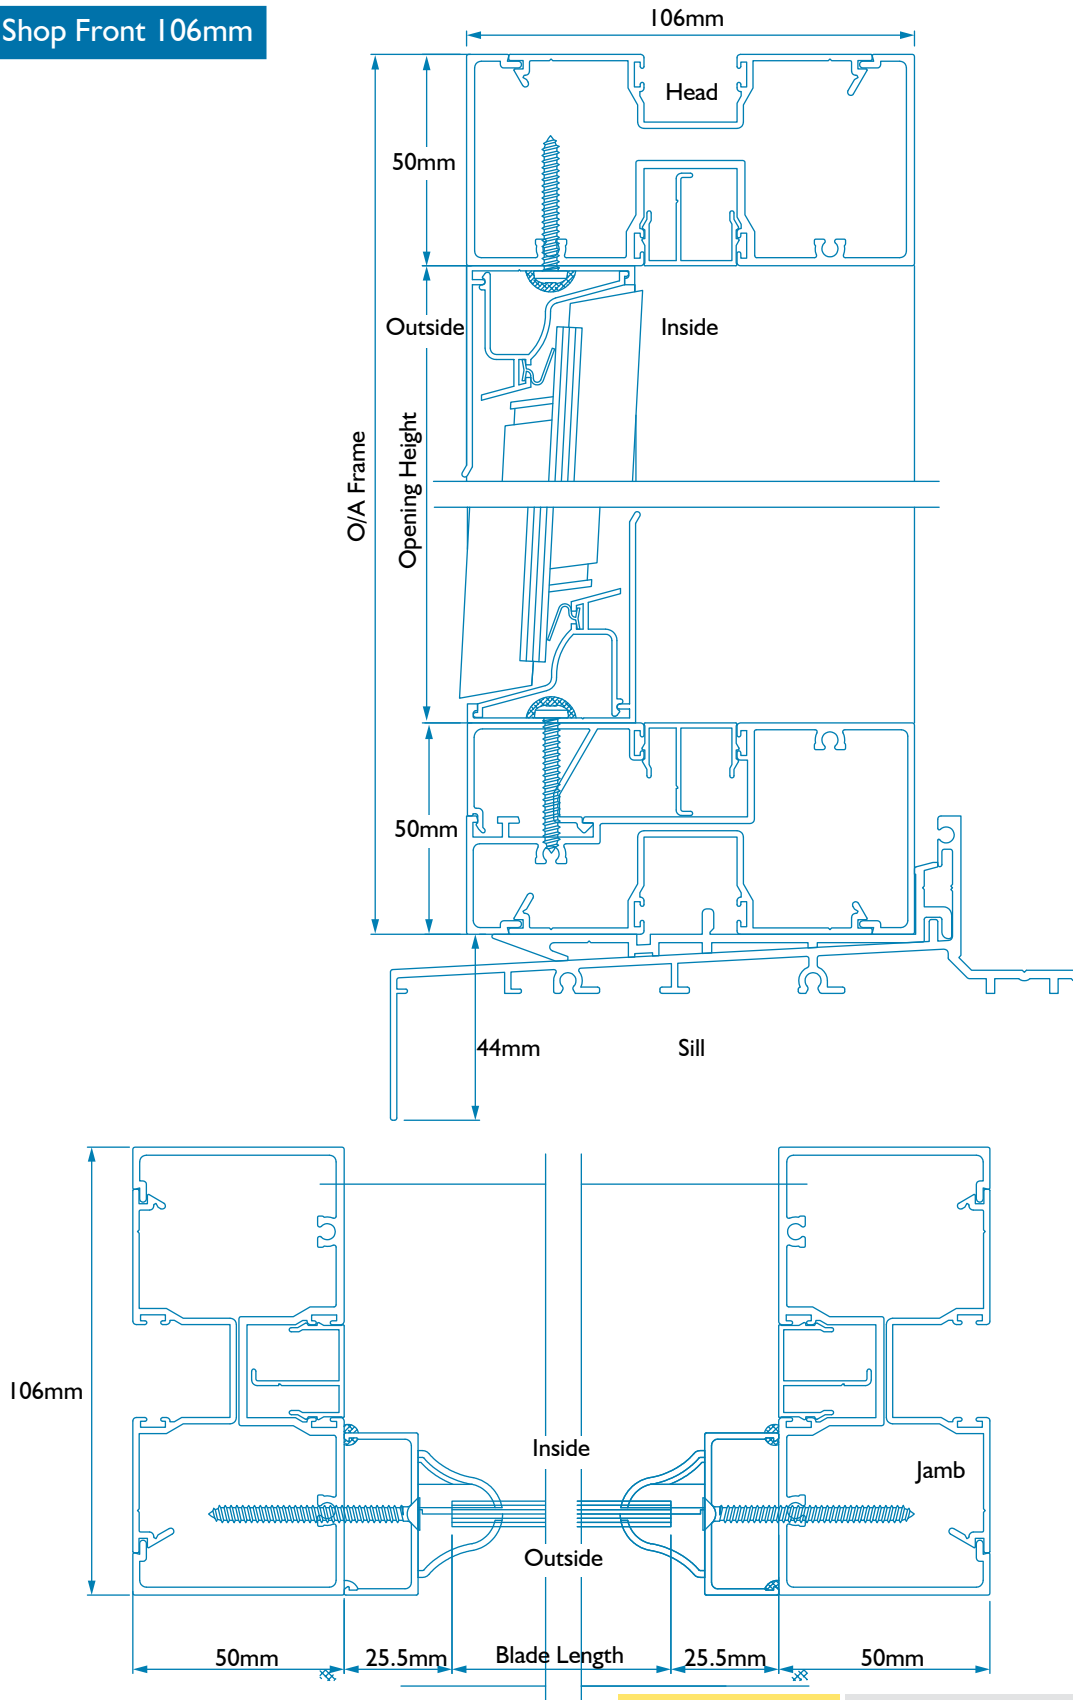 Shop Front 106mm
106mm
Head
50mm
Outside
Inside
O/A Frame
Opening Height
50mm
44mm
Sill
106mm
Inside
Jamb
Outside
50mm
25.5mm
Blade Length
25.5mm
50mm